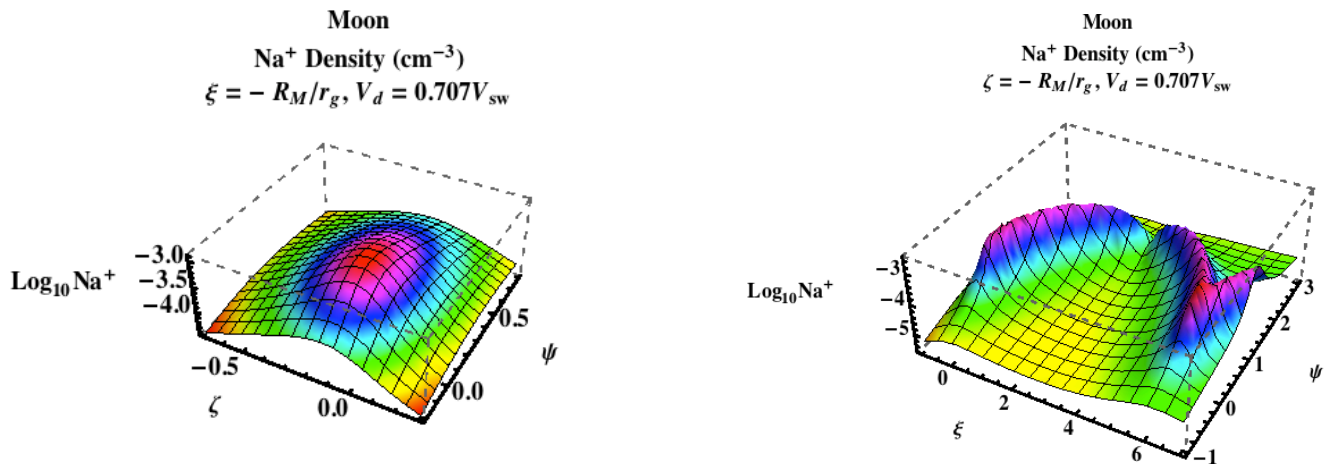 Moon
Na⁺ Density (cm⁻³)
ξ = − R_M/r_g, V_d = 0.707V_sw
−3.0
−3.5
−4.0
Log₁₀Na⁺
−0.5
0.0
ζ
0.0
0.5
ψ
Moon
Na⁺ Density (cm⁻³)
ζ = − R_M/r_g, V_d = 0.707V_sw
−3
−4
−5
Log₁₀Na⁺
0
2
4
6
ξ
−1
0
1
2
3
ψ